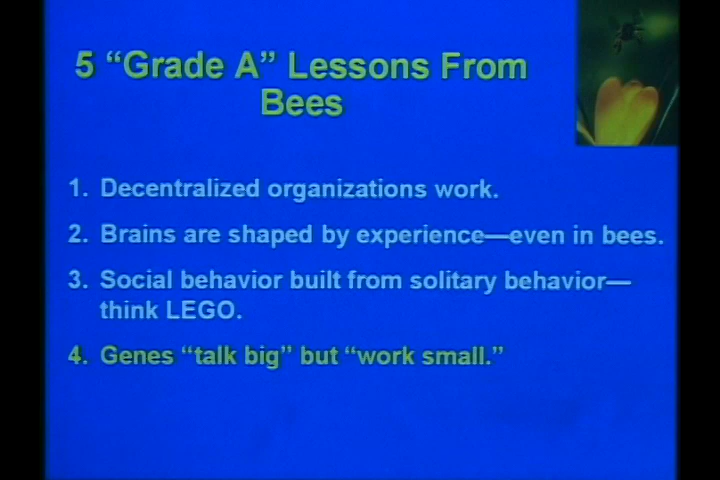 5 “Grade A” Lessons From
Bees
1. Decentralized organizations work.
2. Brains are shaped by experience—even in bees.
3. Social behavior built from solitary behavior—
think LEGO.
4. Genes “talk big” but “work small.”